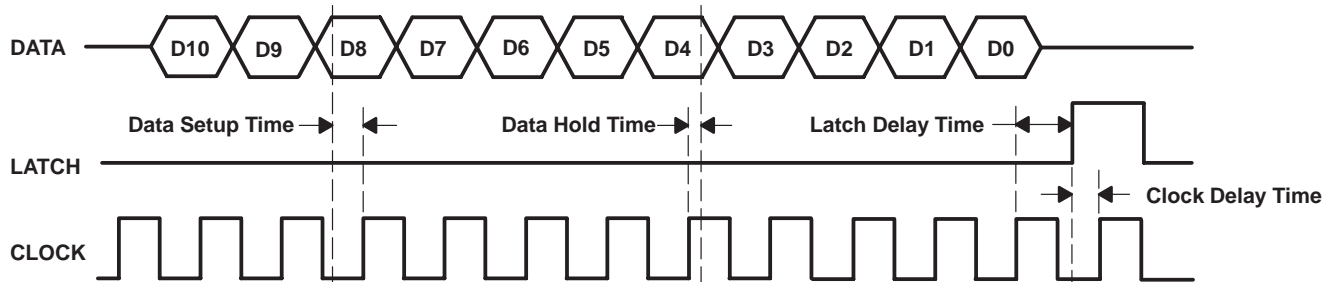 DATA D10 D9 D8 D7 D6 D5 D4 D3 D2 D1 D0
Data Setup Time Data Hold Time Latch Delay Time
LATCH
Clock Delay Time
CLOCK